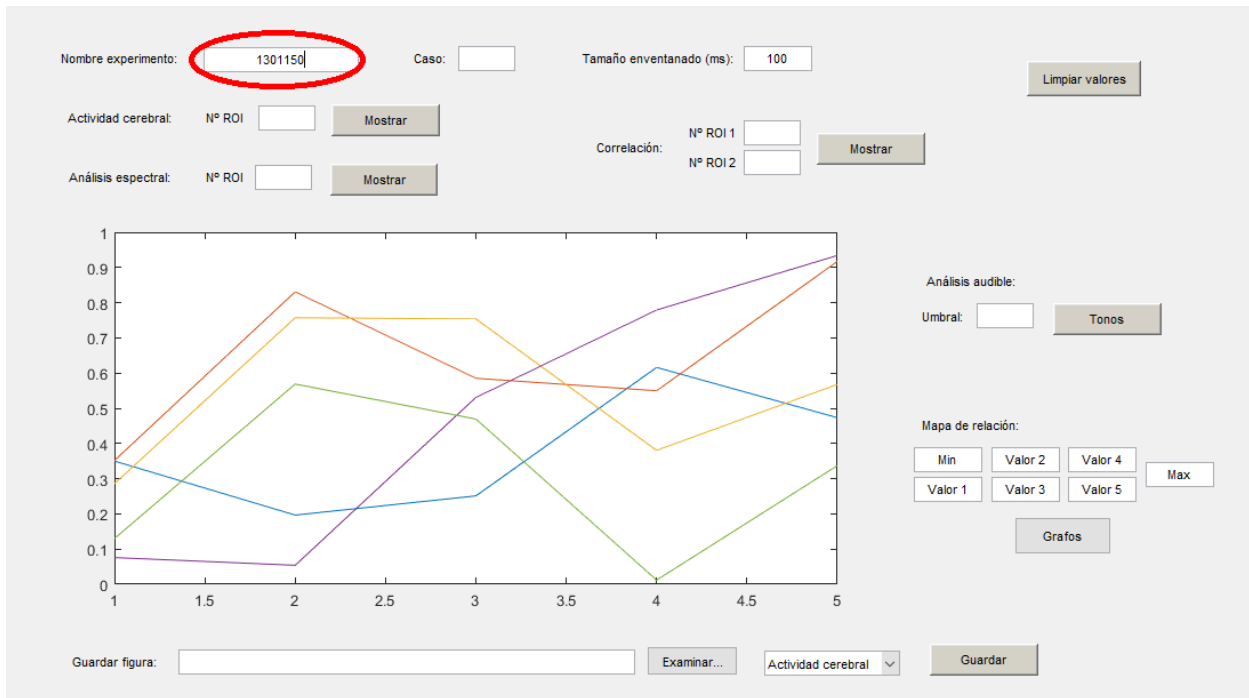 Nombre experimento: 1301150 Caso: Tamaño enventanado (ms): 100
Limpiar valores
Actividad cerebral: Nº ROI Mostrar
Correlación: Nº ROI 1
Nº ROI 2 Mostrar
Análisis espectral: Nº ROI Mostrar
1
0.9
0.8
0.7
0.6
0.5
0.4
0.3
0.2
0.1
0
1 1.5 2 2.5 3 3.5 4 4.5 5
Análisis audible:
Umbral: Tonos
Mapa de relación:
Min Valor 2 Valor 4
Max
Valor 1 Valor 3 Valor 5
Grafos
Guardar figura: Examinar... Actividad cerebral Guardar